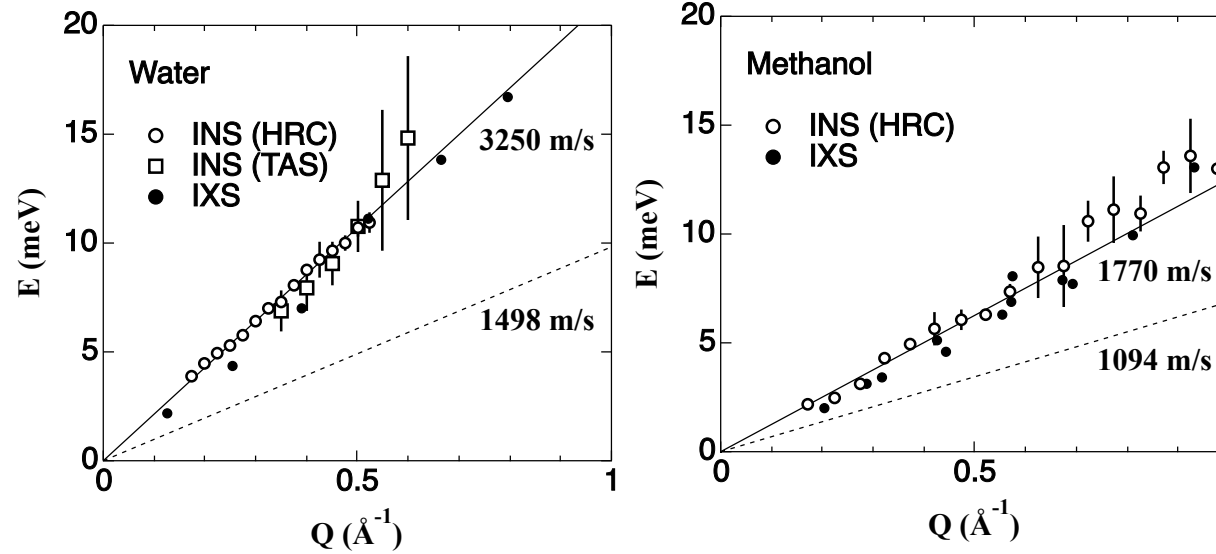 20
15
10
5
0
E (meV)
Water
INS (HRC)
INS (TAS)
IXS
3250 m/s
1498 m/s
0
0.5
1
Q (Å⁻¹)
20
15
10
5
0
E (meV)
Methanol
INS (HRC)
IXS
1770 m/s
1094 m/s
0
0.5
Q (Å⁻¹)